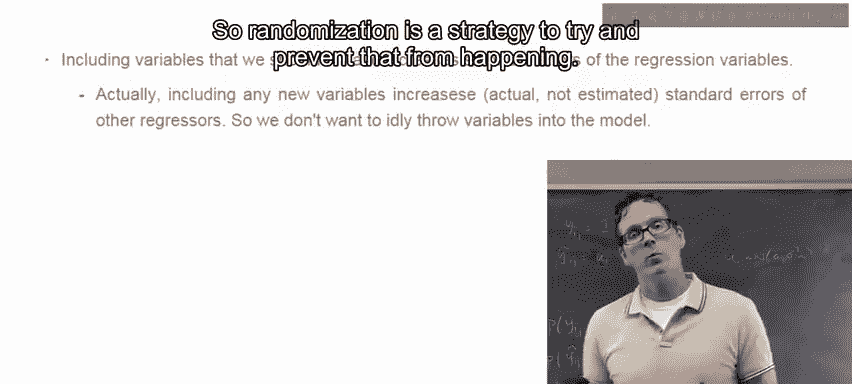 So randomization is a strategy to try and
prevent that from happening.
· Including variables that we s of the regression variables.
- Actually, including any new variables increasese (actual, not estimated) standard errors of
other regressors. So we don't want to idly throw variables into the model.